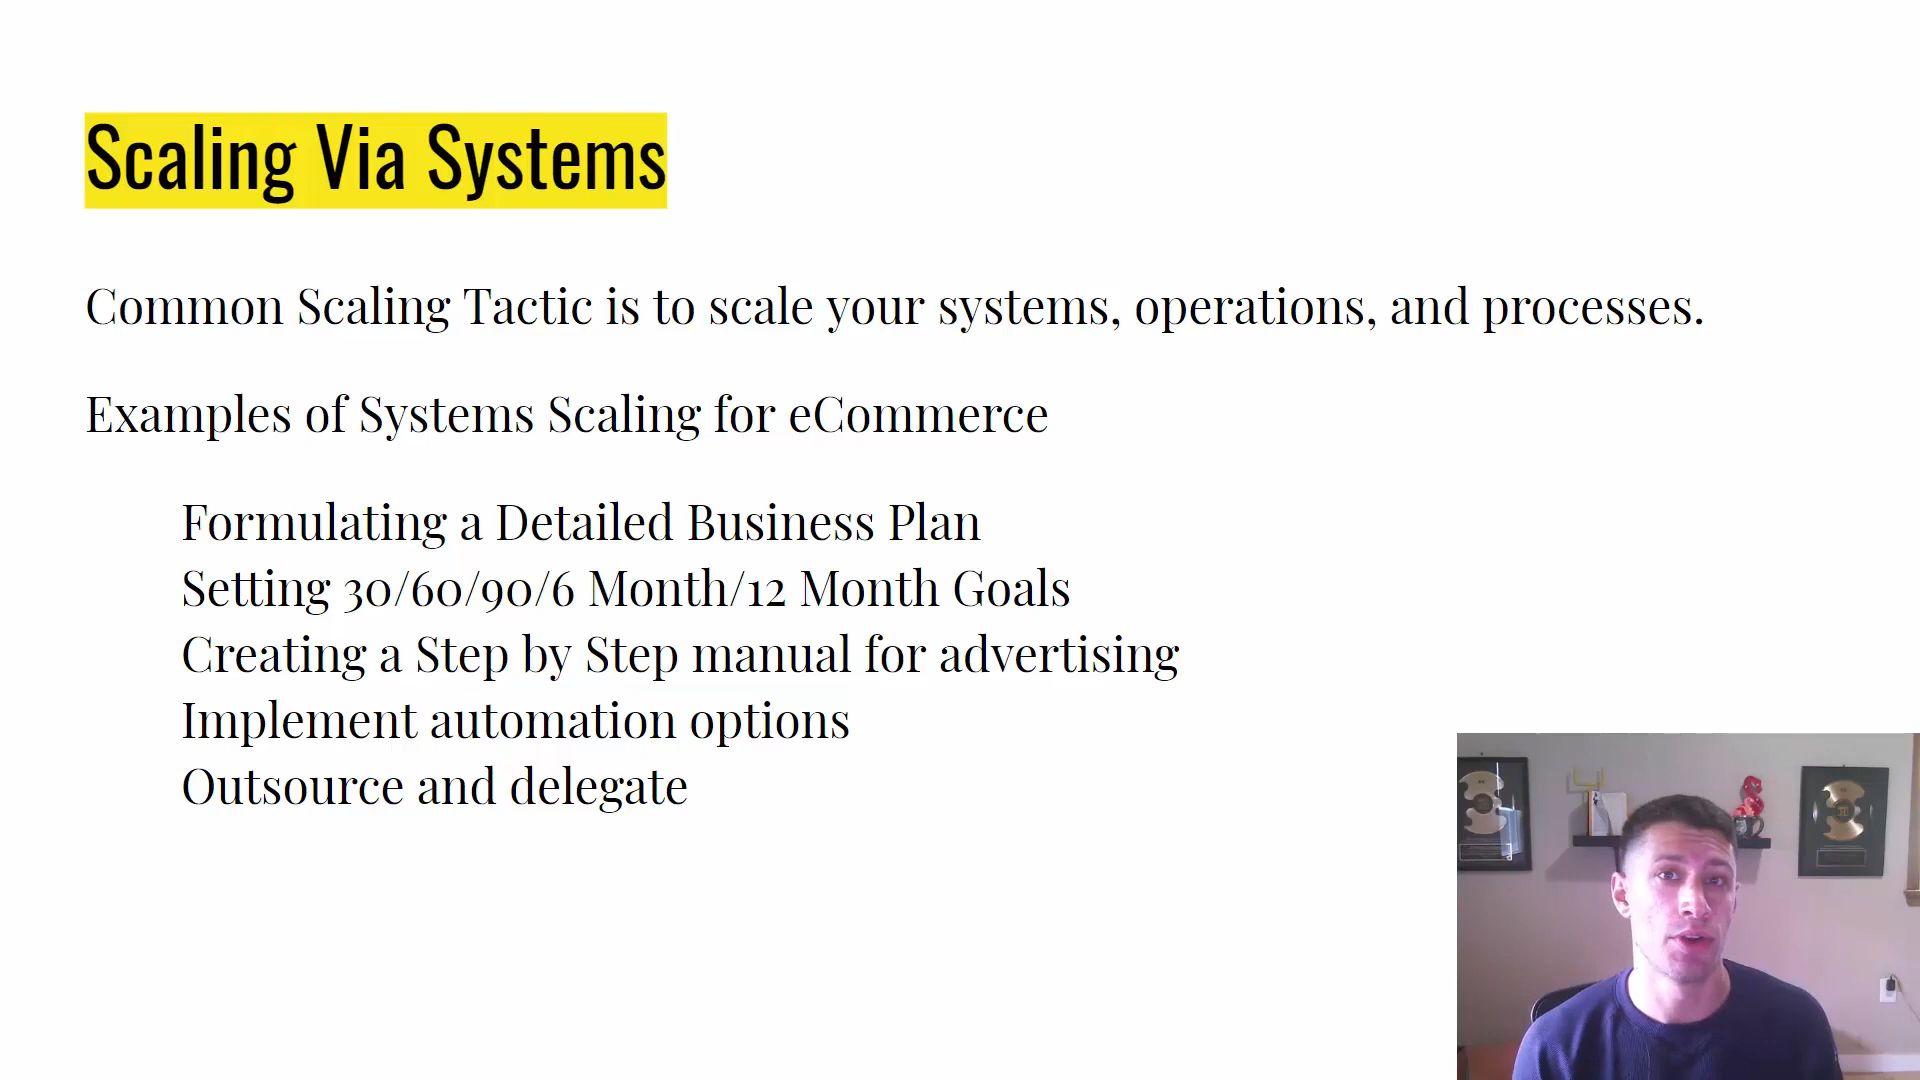 Scaling Via Systems
Common Scaling Tactic is to scale your systems, operations, and processes.
Examples of Systems Scaling for eCommerce
Formulating a Detailed Business Plan
Setting 30/60/90/6 Month/12 Month Goals
Creating a Step by Step manual for advertising
Implement automation options
Outsource and delegate